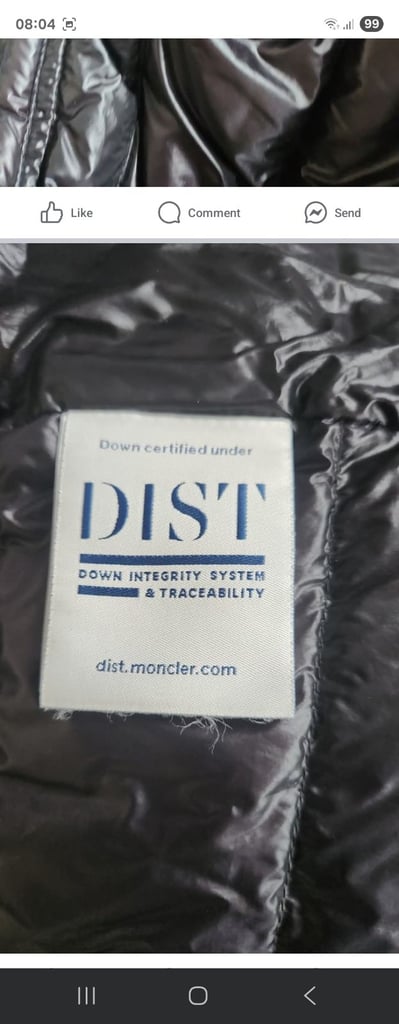 08:04
99
Like
Comment
Send
Down certified under
DIST
DOWN INTEGRITY SYSTEM
& TRACEABILITY
dist.moncler.com